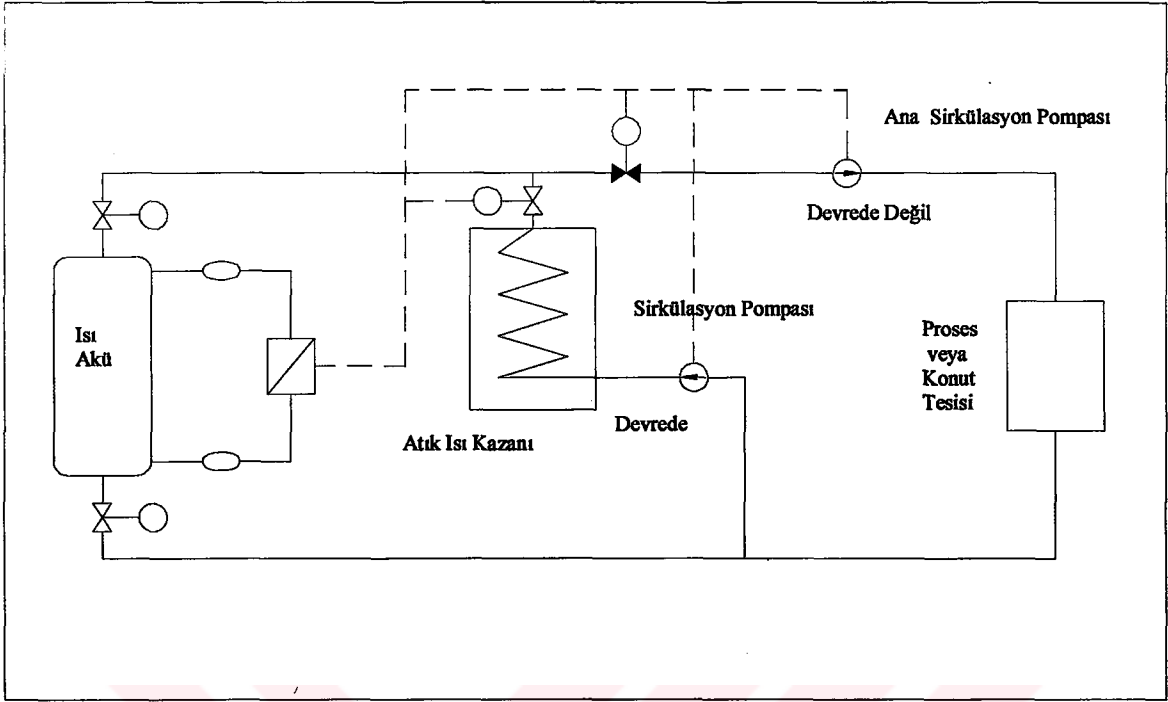 Ana Sirkülasyon Pompası
Devrede Değil
Isı
Akü
Sirkülasyon Pompası
Proses
veya
Konut
Tesisi
Devrede
Atık Isı Kazanı